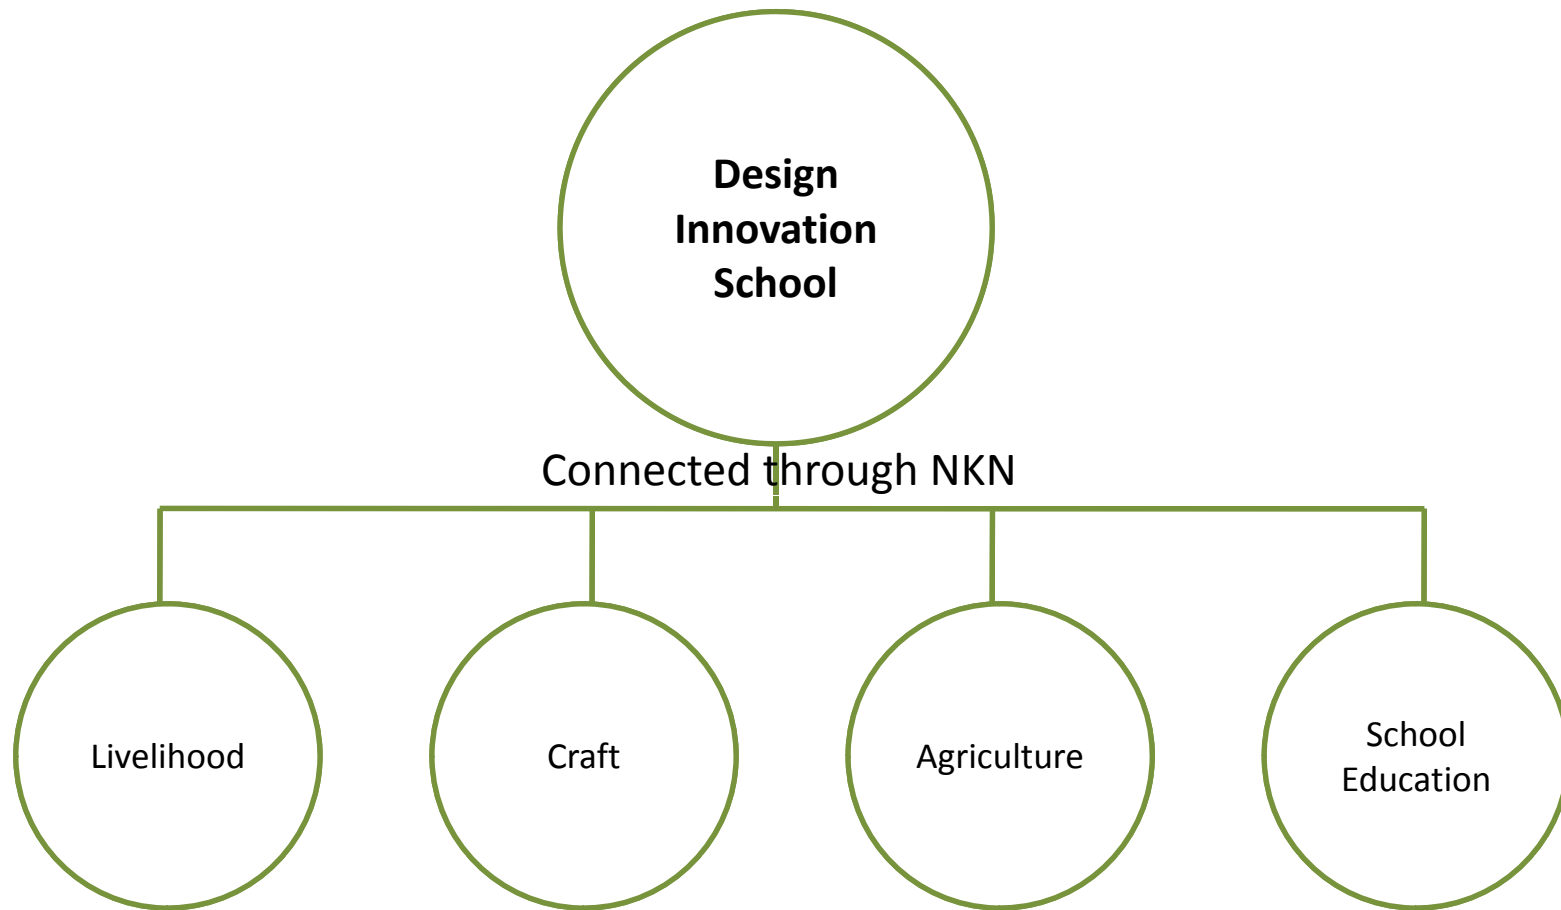 Design
Innovation
School
Connected through NKN
Livelihood
Craft
Agriculture
School
Education